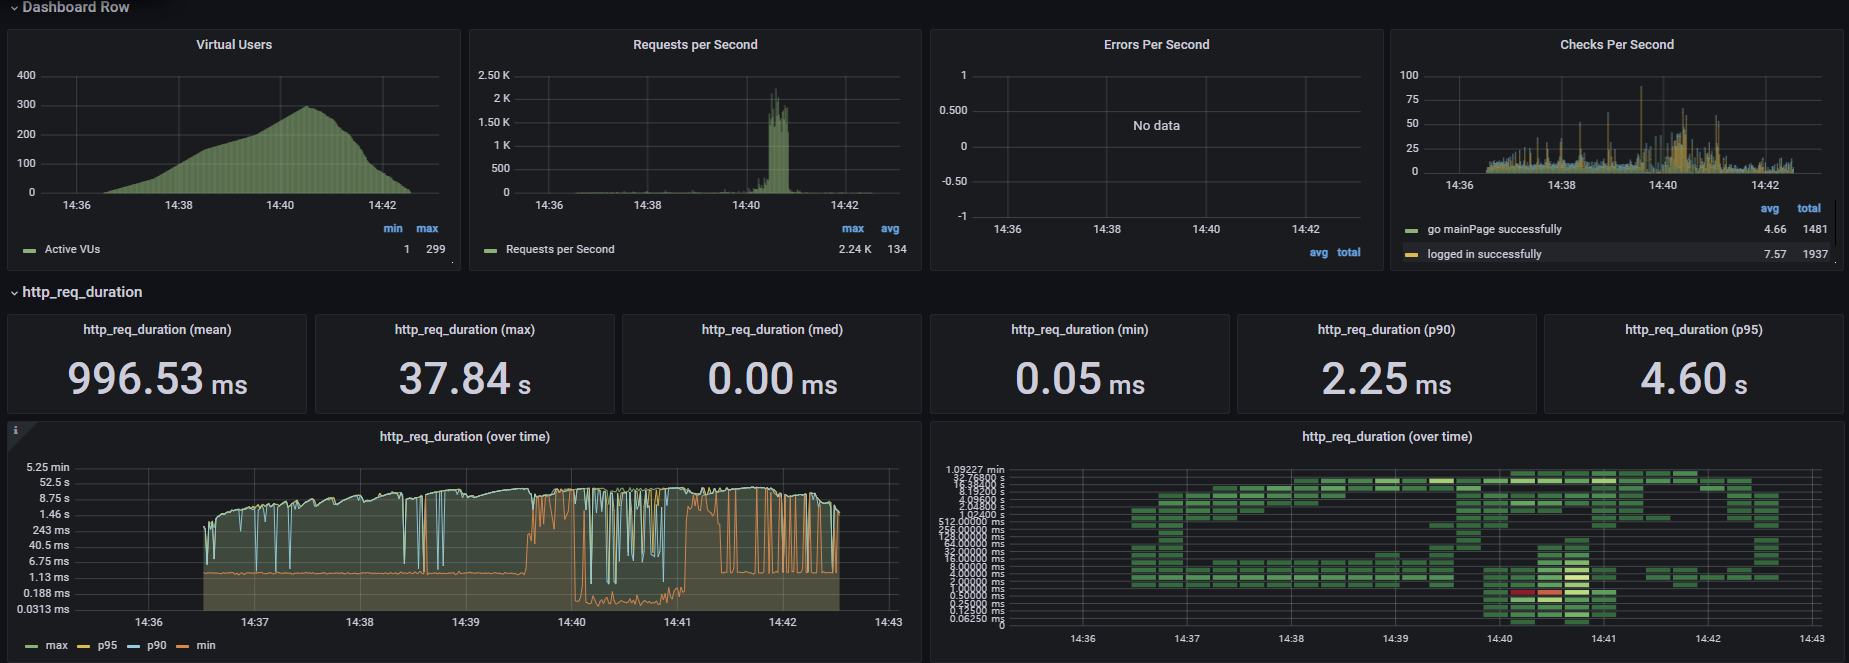 Dashboard Row
Virtual Users
400
300
200
100
0
14:36 14:38 14:40 14:42
min max
Active VUs 1 299
Requests per Second
2.50 K
2 K
1.50 K
1 K
500
0
14:36 14:38 14:40 14:42
max avg
Requests per Second 2.24 K 134
Errors Per Second
1
0.500
0
-0.50
-1
No data
14:36 14:38 14:40 14:42
avg total
Checks Per Second
100
75
50
25
0
14:36 14:38 14:40 14:42
avg total
go mainPage successfully 4.66 1481
logged in successfully 7.57 1937
http_req_duration
http_req_duration (mean)
996.53 ms
http_req_duration (max)
37.84 s
http_req_duration (med)
0.00 ms
http_req_duration (min)
0.05 ms
http_req_duration (p90)
2.25 ms
http_req_duration (p95)
4.60 s
i
http_req_duration (over time)
5.25 min
52.5 s
8.75 s
1.46 s
243 ms
40.5 ms
6.75 ms
1.13 ms
0.188 ms
0.0313 ms
14:36 14:37 14:38 14:39 14:40 14:41 14:42 14:43
max p95 p90 min
http_req_duration (over time)
1.09227 min
32.76800 s
16.38400 s
8.19200 s
4.09600 s
2.04800 s
1.02400 s
512.00000 ms
256.00000 ms
128.00000 ms
64.00000 ms
32.00000 ms
16.00000 ms
8.00000 ms
4.00000 ms
2.00000 ms
1.00000 ms
0.50000 ms
0.25000 ms
0.12500 ms
0.06250 ms
0
14:36 14:37 14:38 14:39 14:40 14:41 14:42 14:43